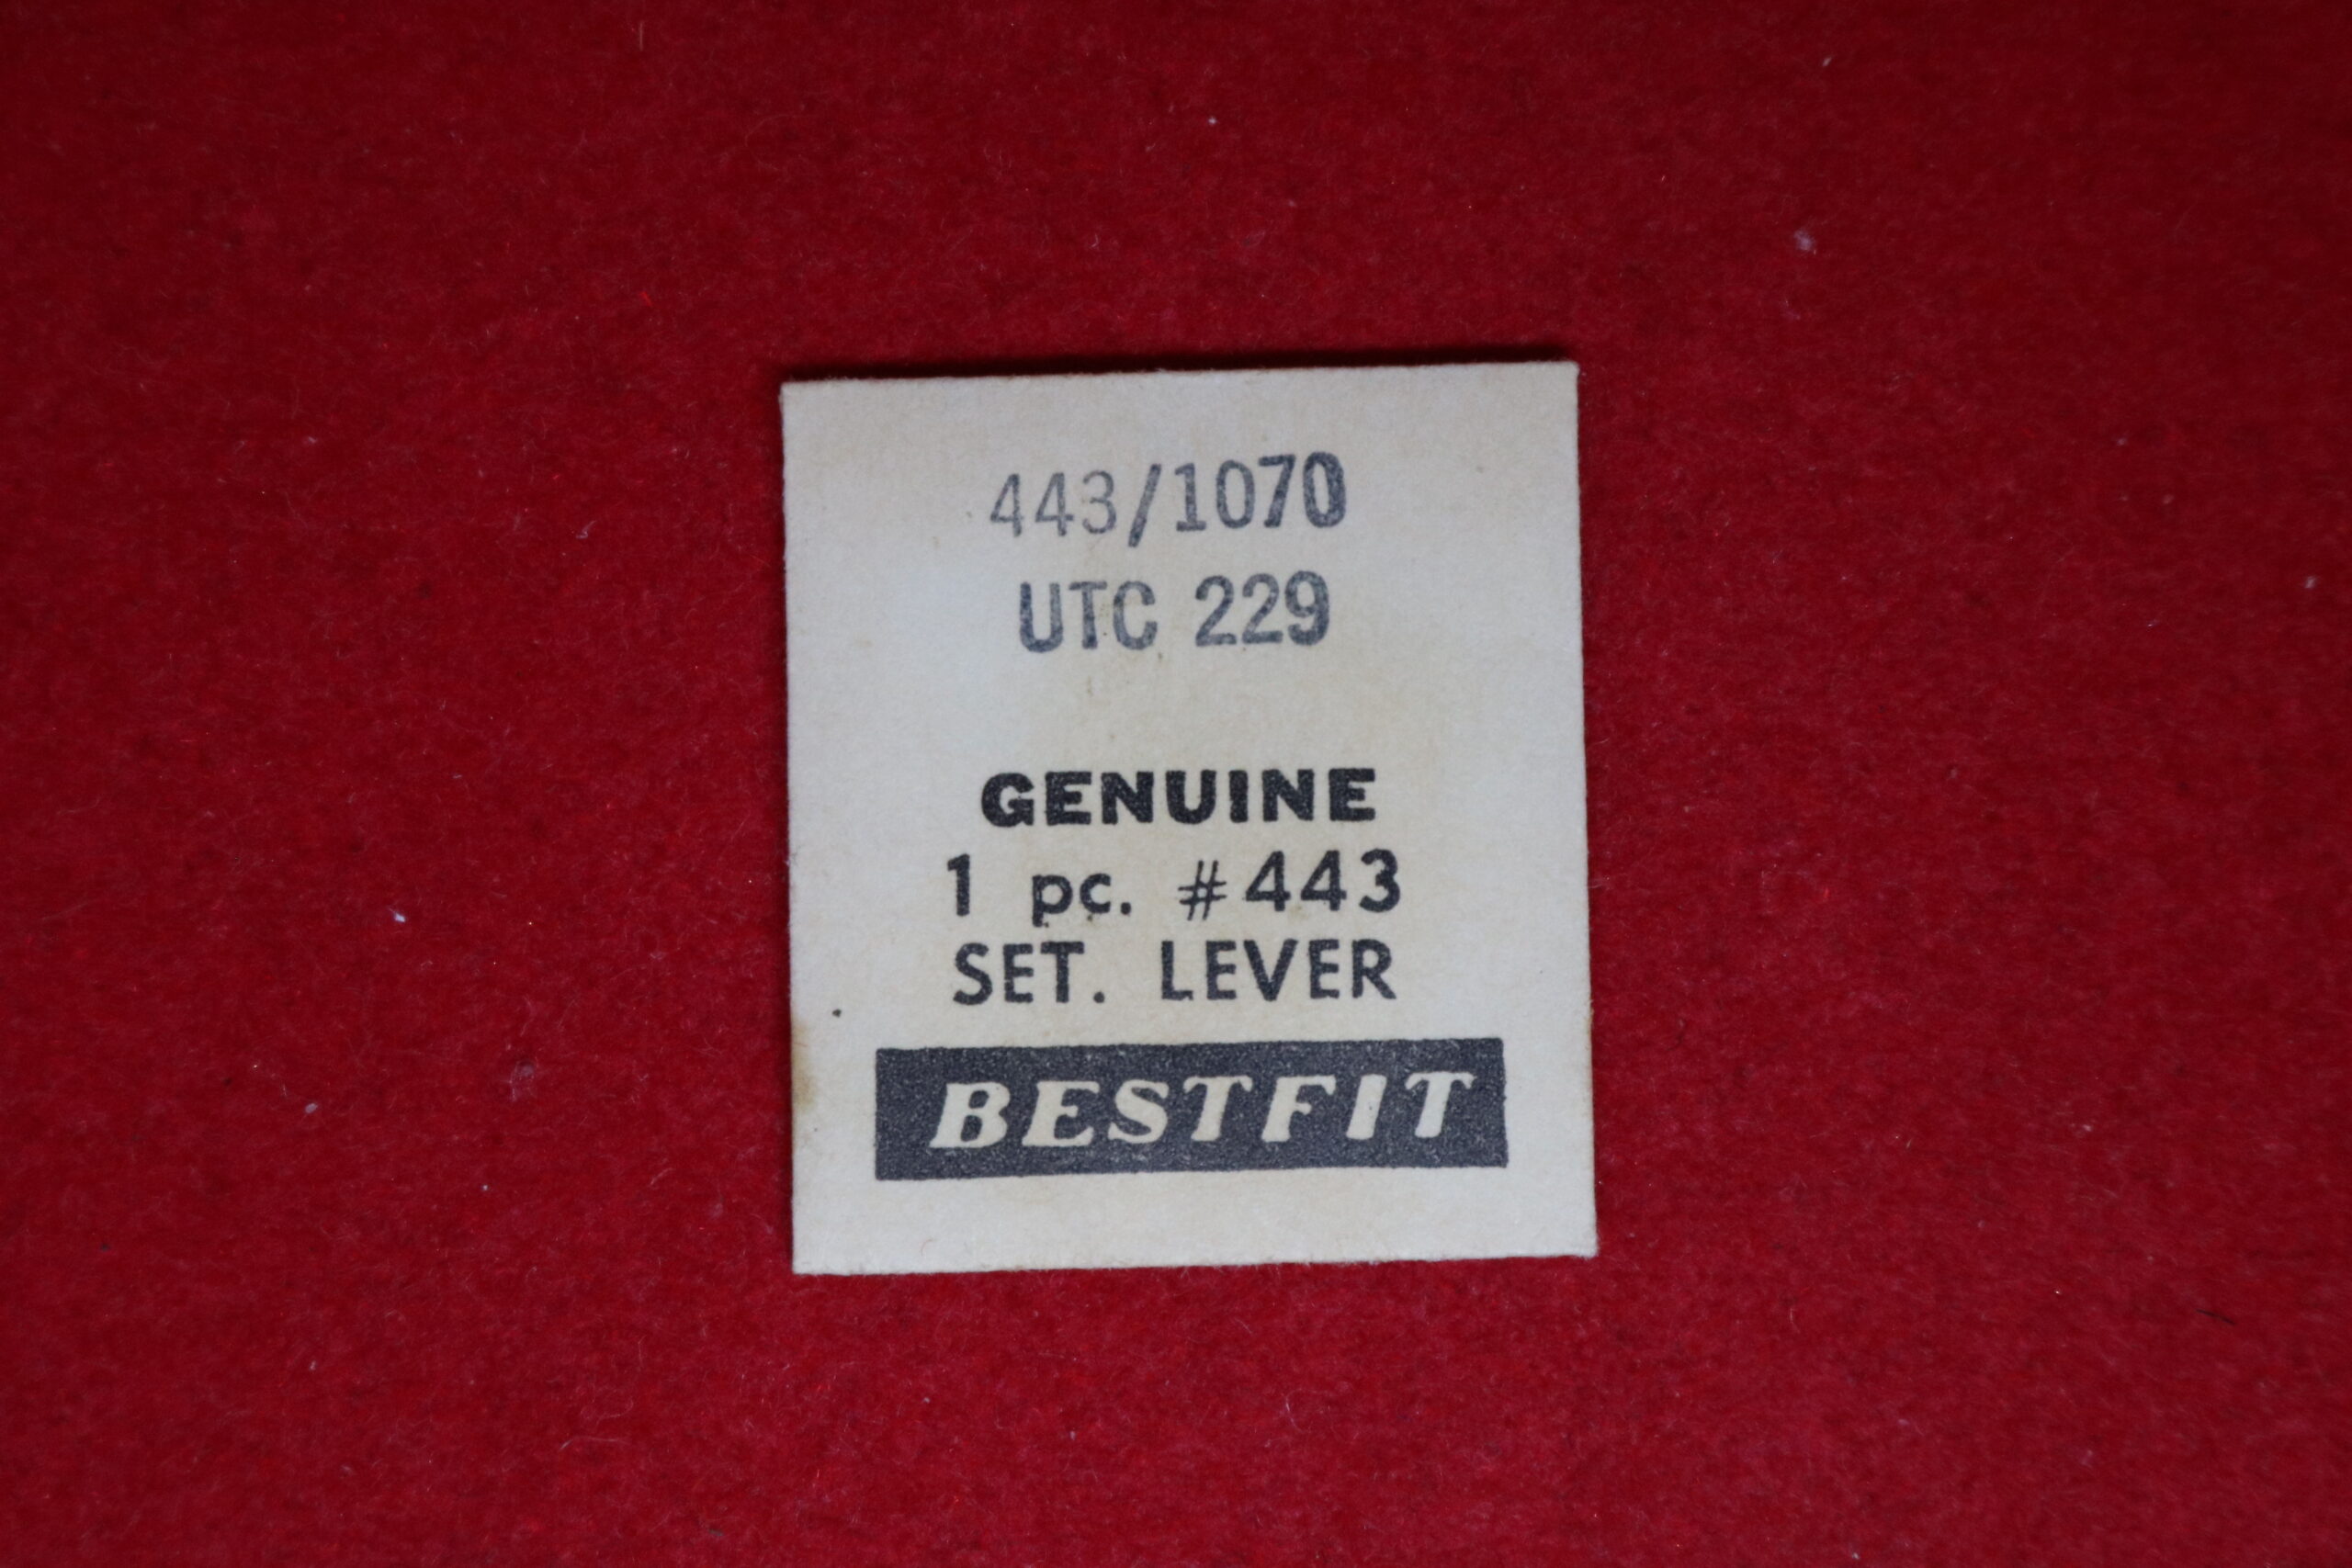 443/1070
UTC 229
GENUINE
1 pc. #443
SET. LEVER
BESTFIT